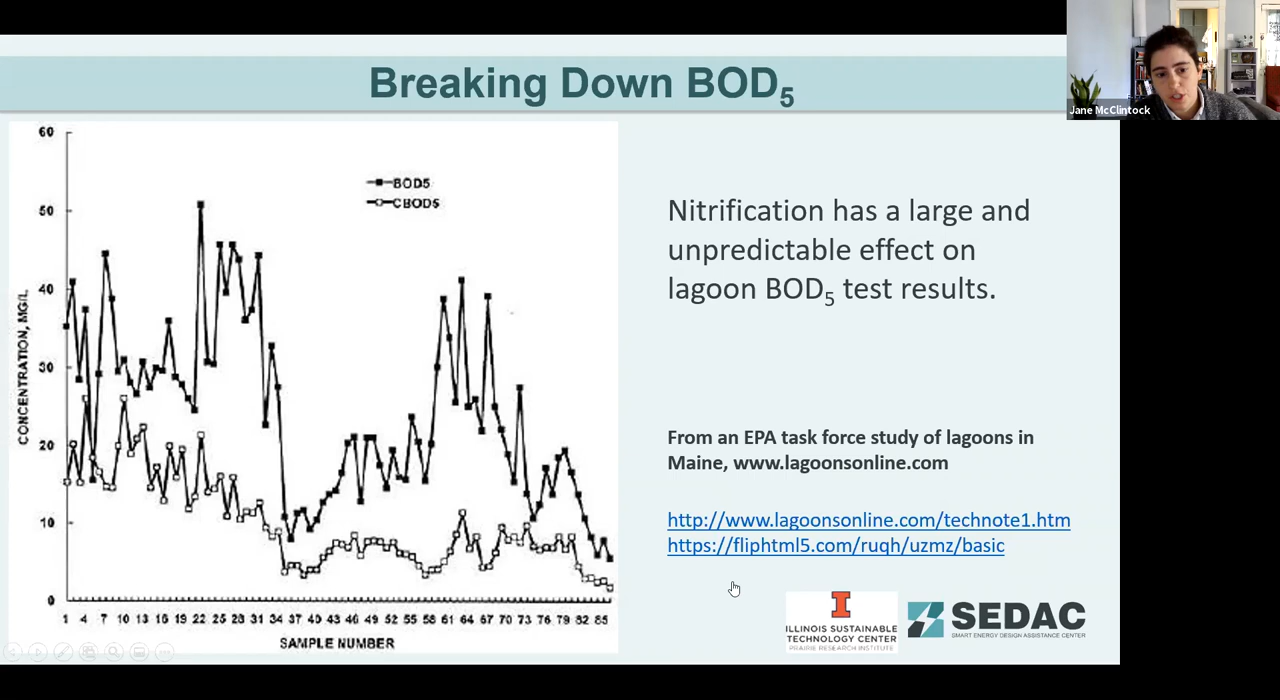 Breaking Down BOD₅
Jane McClintock
60
50
40
30
20
10
0
CONCENTRATION, MG/L
BOD5
CBOD5
1 4 7 10 13 16 19 22 25 28 31 34 37 40 43 46 49 52 55 58 61 64 67 70 73 76 79 82 85
SAMPLE NUMBER
Nitrification has a large and
unpredictable effect on
lagoon BOD₅ test results.
From an EPA task force study of lagoons in
Maine, www.lagoonsonline.com
http://www.lagoonsonline.com/technote1.htm
https://fliphtml5.com/ruqh/uzmz/basic
I
ILLINOIS SUSTAINABLE
TECHNOLOGY CENTER
PRAIRIE RESEARCH INSTITUTE
SEDAC
SMART ENERGY DESIGN ASSISTANCE CENTER